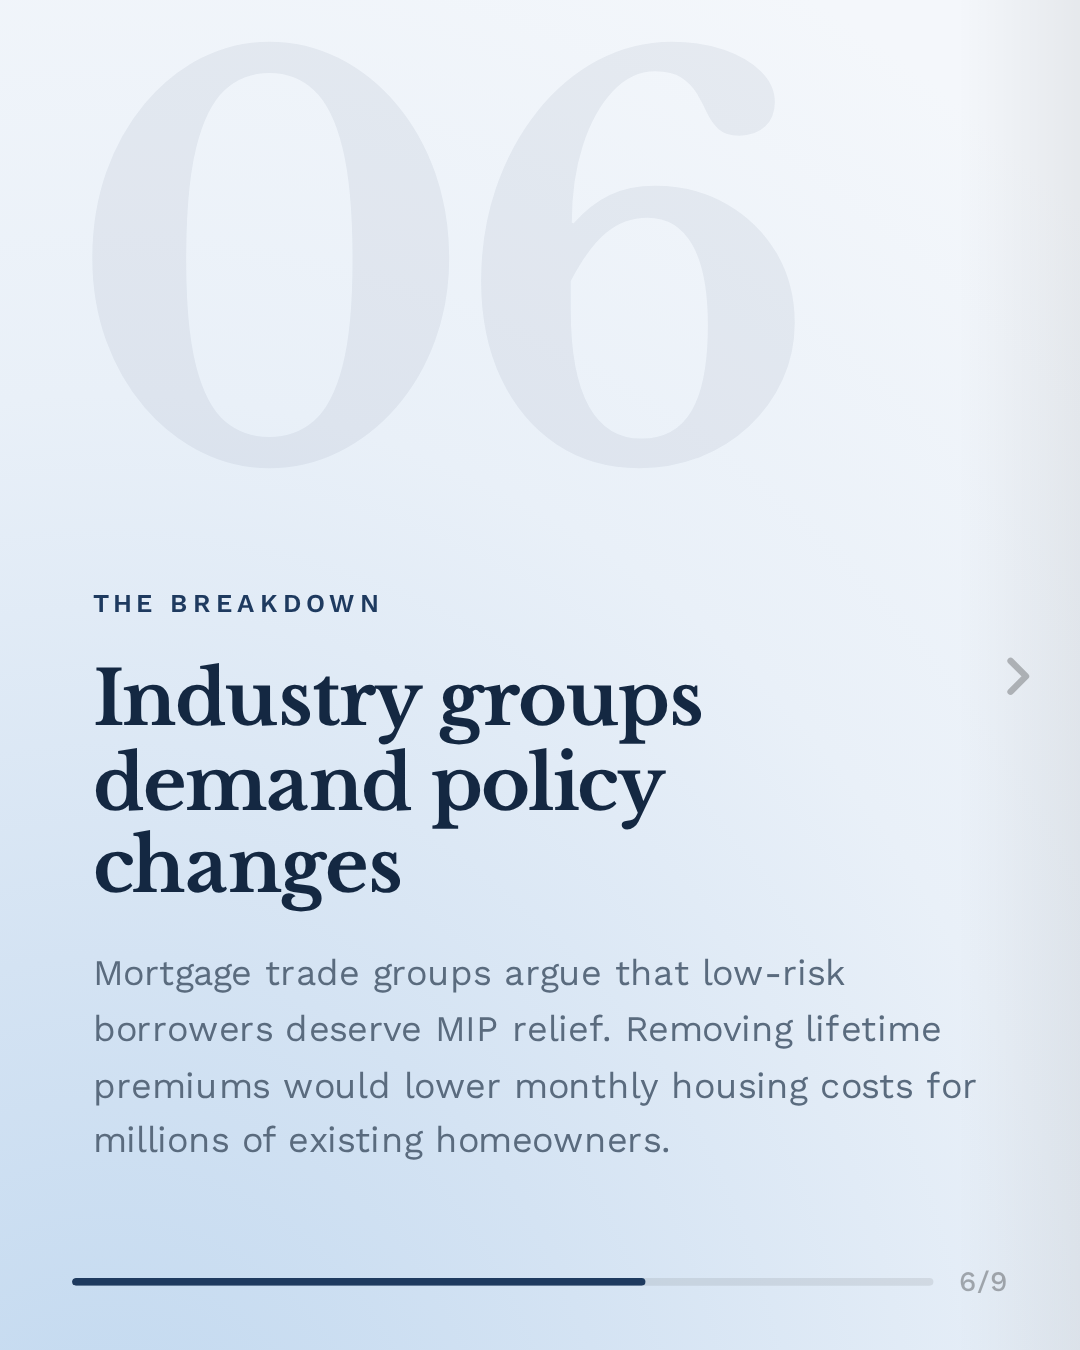 06
THE BREAKDOWN
Industry groups
demand policy
changes
Mortgage trade groups argue that low-risk
borrowers deserve MIP relief. Removing lifetime
premiums would lower monthly housing costs for
millions of existing homeowners.
6/9